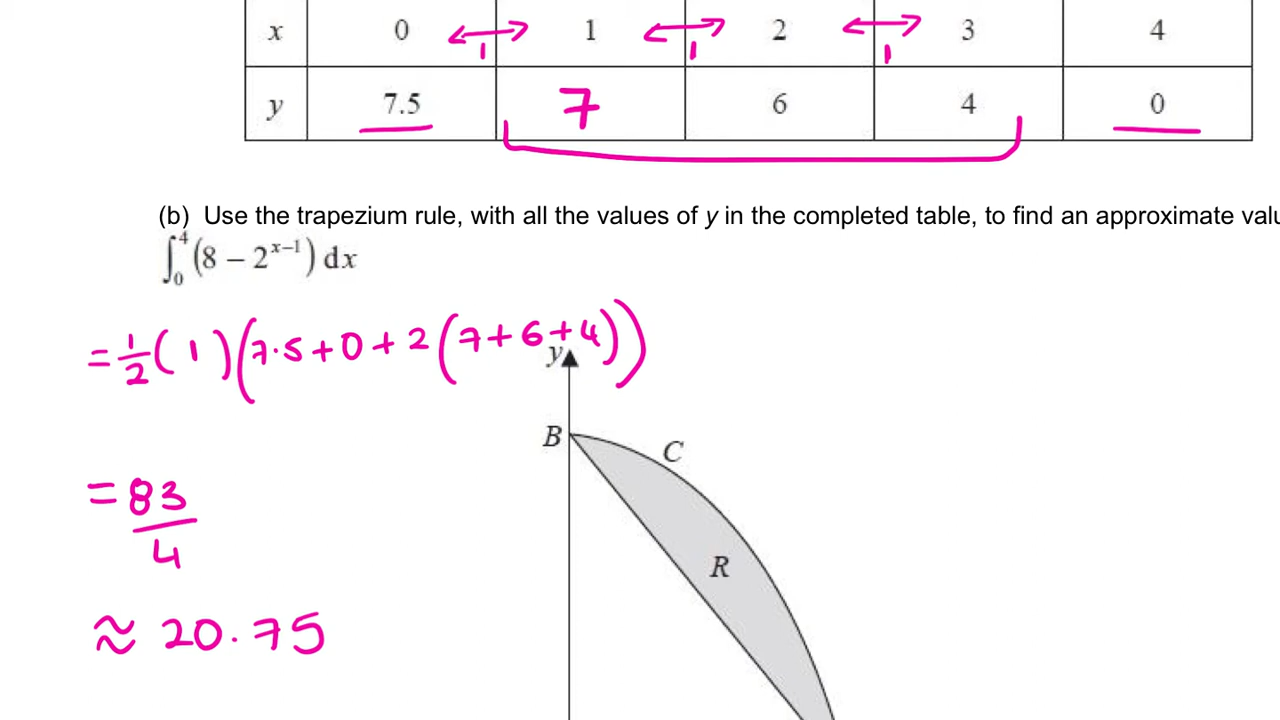 x 0 1 2 3 4
1 1 1
y 7.5 7 6 4 0
(b) Use the trapezium rule, with all the values of y in the completed table, to find an approximate
∫₀⁴ (8 – 2ˣ⁻¹) dx
= ½(1)(7.5+0+2(7+6+4))
y
B
C
= 83/4
R
≈ 20.75